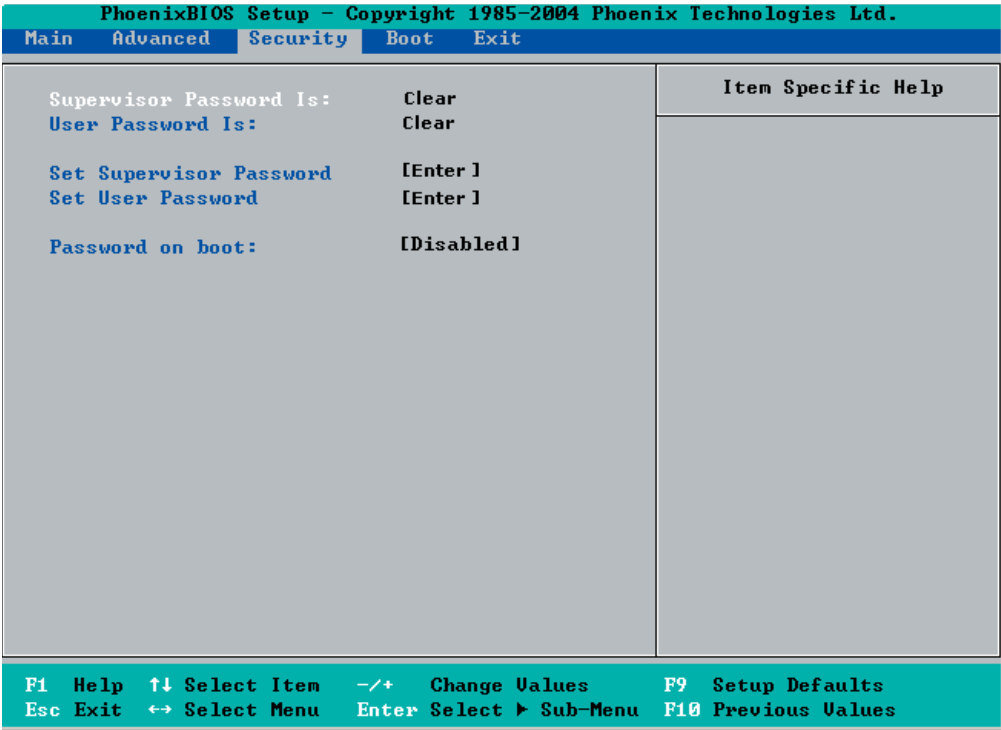 PhoenixBIOS Setup - Copyright 1985-2004 Phoenix Technologies Ltd.
Main Advanced Security Boot Exit
Item Specific Help
Supervisor Password Is: Clear
User Password Is: Clear
Set Supervisor Password [Enter ]
Set User Password [Enter ]
Password on boot: [Disabled]
F1 Help ↑↓ Select Item -/+ Change Values F9 Setup Defaults
Esc Exit ↔ Select Menu Enter Select ▶ Sub-Menu F10 Previous Values